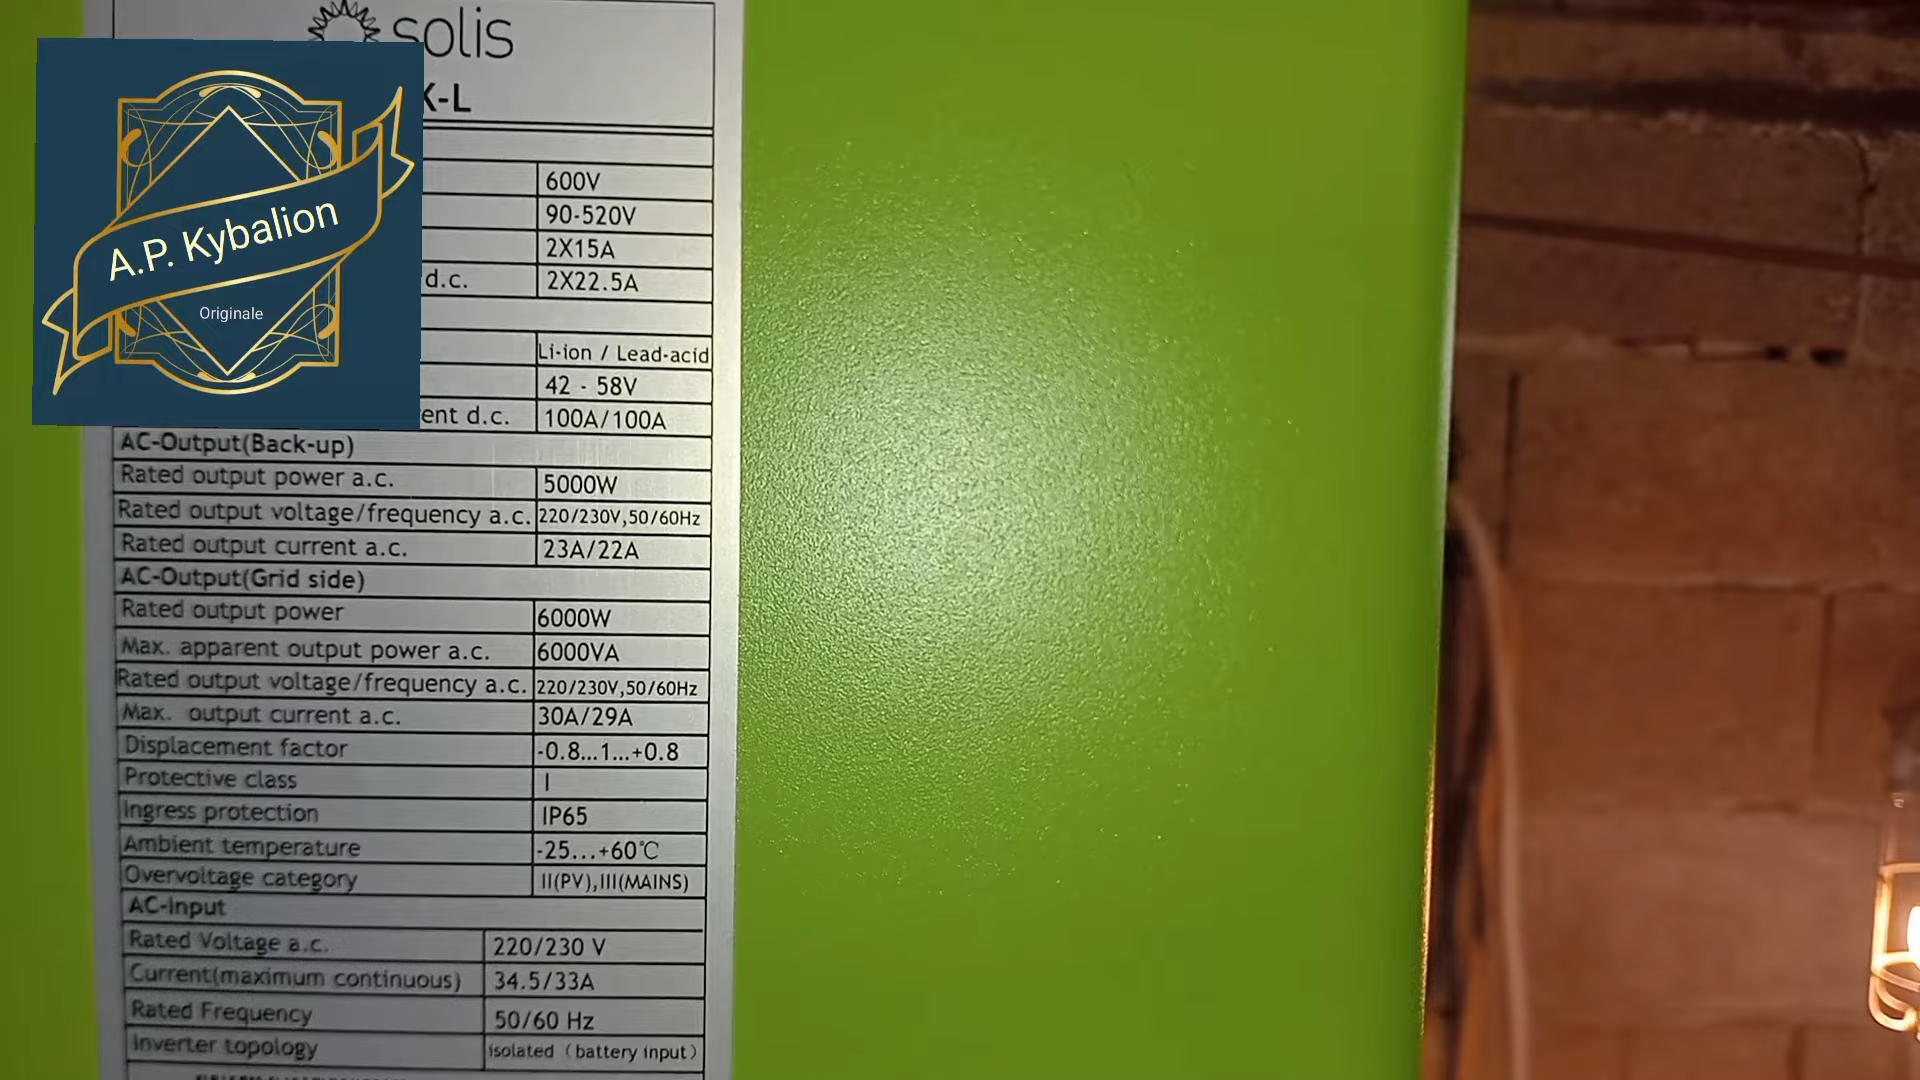 solis
K-L
A.P. Kybalion
Originale
600V
90-520V
2X15A
d.c. 2X22.5A
Li-ion / Lead-acid
42 - 58V
ent d.c. 100A/100A
AC-Output(Back-up)
Rated output power a.c. 5000W
Rated output voltage/frequency a.c. 220/230V,50/60Hz
Rated output current a.c. 23A/22A
AC-Output(Grid side)
Rated output power 6000W
Max. apparent output power a.c. 6000VA
Rated output voltage/frequency a.c. 220/230V,50/60Hz
Max. output current a.c. 30A/29A
Displacement factor -0.8...1...+0.8
Protective class I
Ingress protection IP65
Ambient temperature -25...+60℃
Overvoltage category II(PV),III(MAINS)
AC-Input
Rated Voltage a.c. 220/230 V
Current(maximum continuous) 34.5/33A
Rated Frequency 50/60 Hz
Inverter topology isolated (battery input)